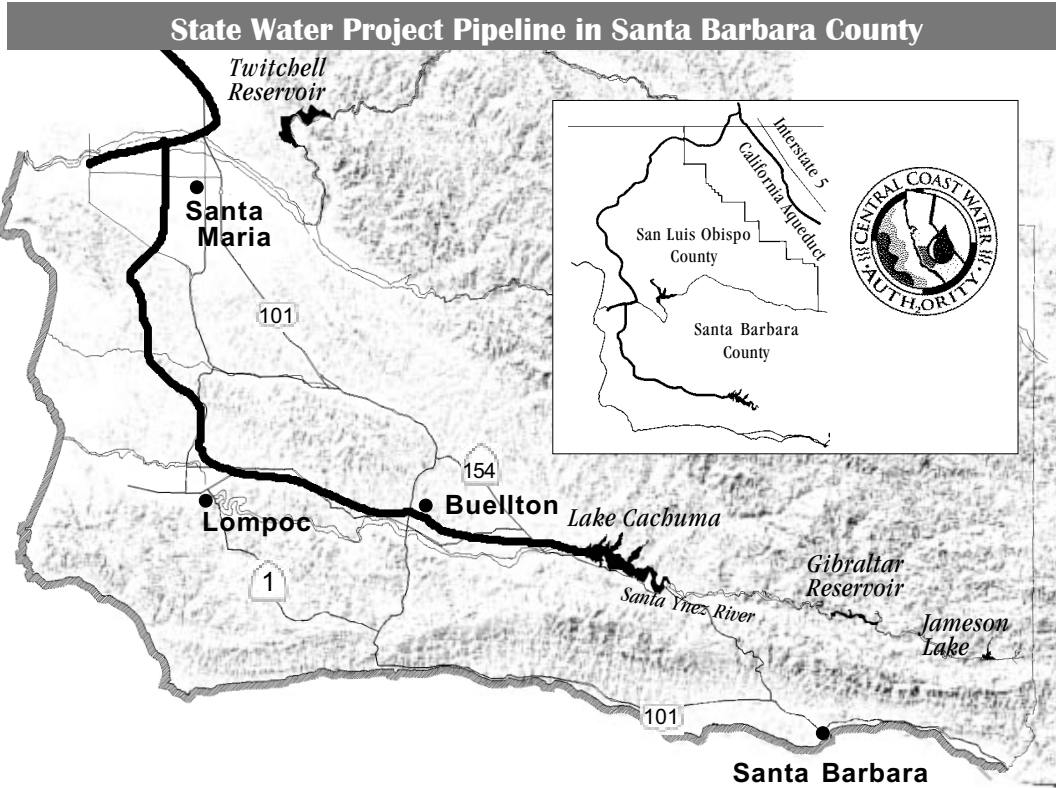 State Water Project Pipeline in Santa Barbara County
Twitchell
Reservoir
Santa
Maria
101
Interstate 5
California Aqueduct
San Luis Obispo
County
Santa Barbara
County
CENTRAL COAST WATER
AUTHORITY
H₂O
154
Buellton
Lompoc
Lake Cachuma
1
Santa Ynez River
Gibraltar
Reservoir
Jameson
Lake
101
Santa Barbara